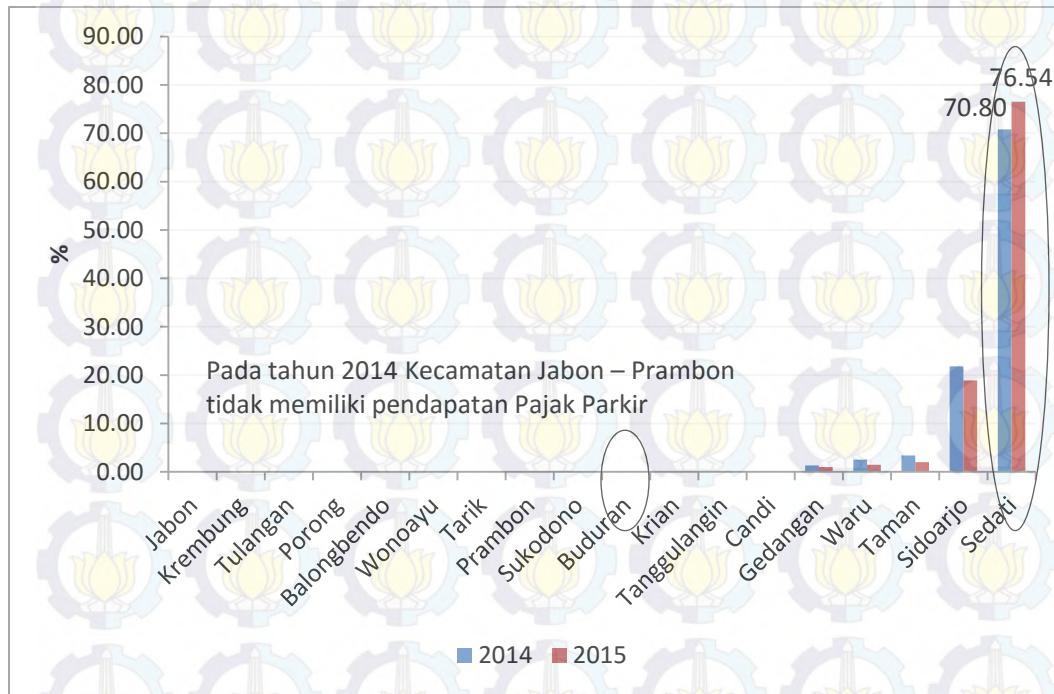 90.00
80.00
70.00
60.00
50.00
40.00
30.00
20.00
10.00
0.00
%
76.54
70.80
Pada tahun 2014 Kecamatan Jabon – Prambon
tidak memiliki pendapatan Pajak Parkir
Jabon
Krembung
Tulangan
Porong
Balongbendo
Wonoayu
Tarik
Prambon
Sukodono
Buduran
Krian
Tanggulangin
Candi
Gedangan
Waru
Taman
Sidoarjo
Sedati
2014
2015